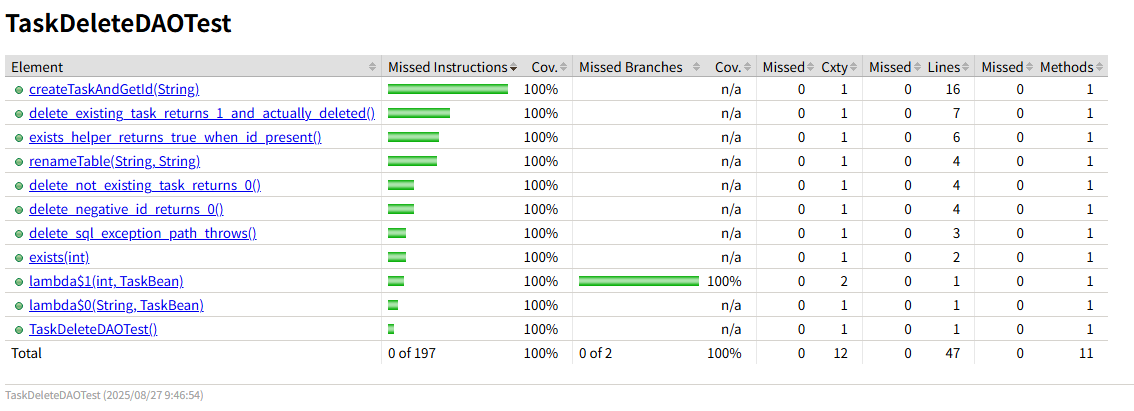 TaskDeleteDAOTest
Element Missed Instructions Cov. Missed Branches Cov. Missed Cxty Missed Lines Missed Methods
createTaskAndGetId(String) 100% n/a 0 1 0 16 0 1
delete_existing_task_returns_1_and_actually_deleted() 100% n/a 0 1 0 7 0 1
exists_helper_returns_true_when_id_present() 100% n/a 0 1 0 6 0 1
renameTable(String, String) 100% n/a 0 1 0 4 0 1
delete_not_existing_task_returns_0() 100% n/a 0 1 0 4 0 1
delete_negative_id_returns_0() 100% n/a 0 1 0 4 0 1
delete_sql_exception_path_throws() 100% n/a 0 1 0 3 0 1
exists(int) 100% n/a 0 1 0 2 0 1
lambda$1(int, TaskBean) 100% 100% 0 2 0 1 0 1
lambda$0(String, TaskBean) 100% n/a 0 1 0 1 0 1
TaskDeleteDAOTest() 100% n/a 0 1 0 1 0 1
Total 0 of 197 100% 0 of 2 100% 0 12 0 47 0 11
TaskDeleteDAOTest (2025/08/27 9:46:54)